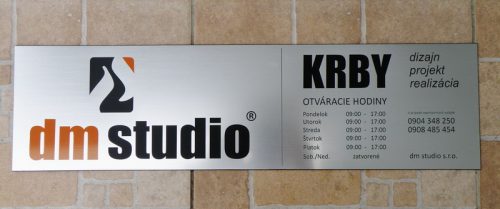 dm studio®
KRBY
dizajn
projekt
realizácia
OTVÁRACIE HODINY
Pondelok 09:00 - 17:00
Utorok 09:00 - 17:00
Streda 09:00 - 17:00
Štvrtok 09:00 - 17:00
Piatok 09:00 - 17:00
Sob./Ned. zatvorené
0904 348 250
0908 485 454
dm studio s.r.o.